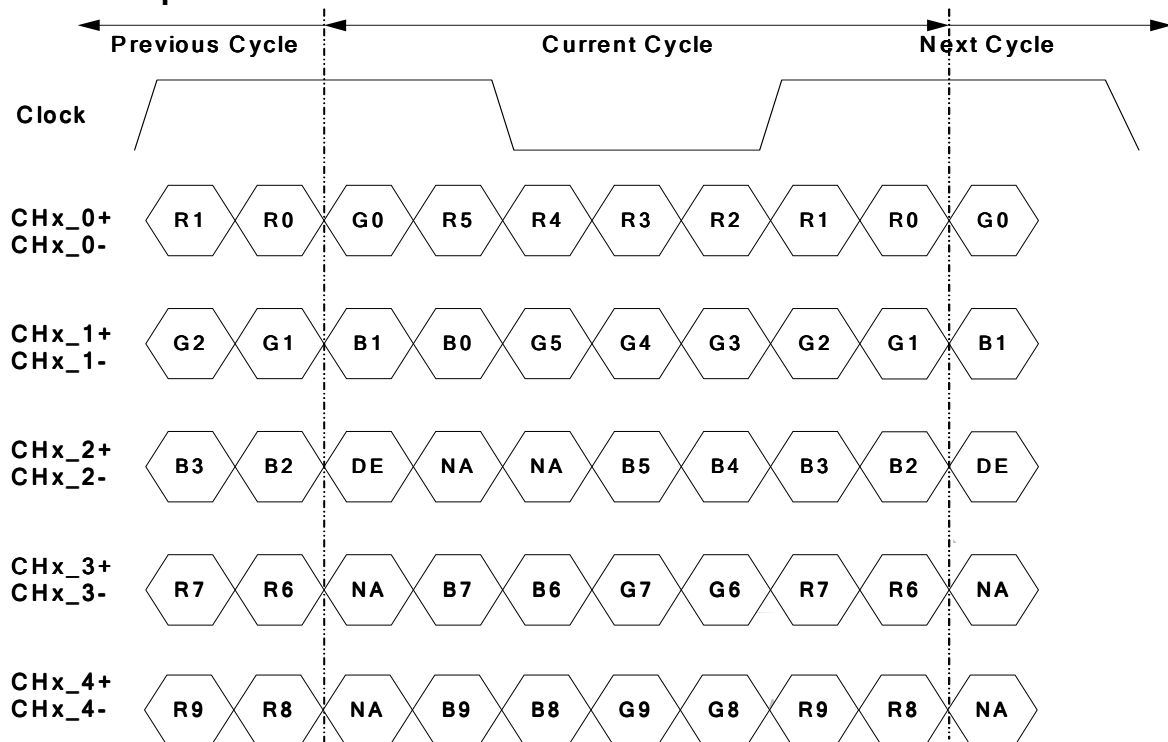 Previous Cycle Current Cycle Next Cycle
Clock
CHx_0+
CHx_0-
R1 R0 G0 R5 R4 R3 R2 R1 R0 G0
CHx_1+
CHx_1-
G2 G1 B1 B0 G5 G4 G3 G2 G1 B1
CHx_2+
CHx_2-
B3 B2 DE NA NA B5 B4 B3 B2 DE
CHx_3+
CHx_3-
R7 R6 NA B7 B6 G7 G6 R7 R6 NA
CHx_4+
CHx_4-
R9 R8 NA B9 B8 G9 G8 R9 R8 NA